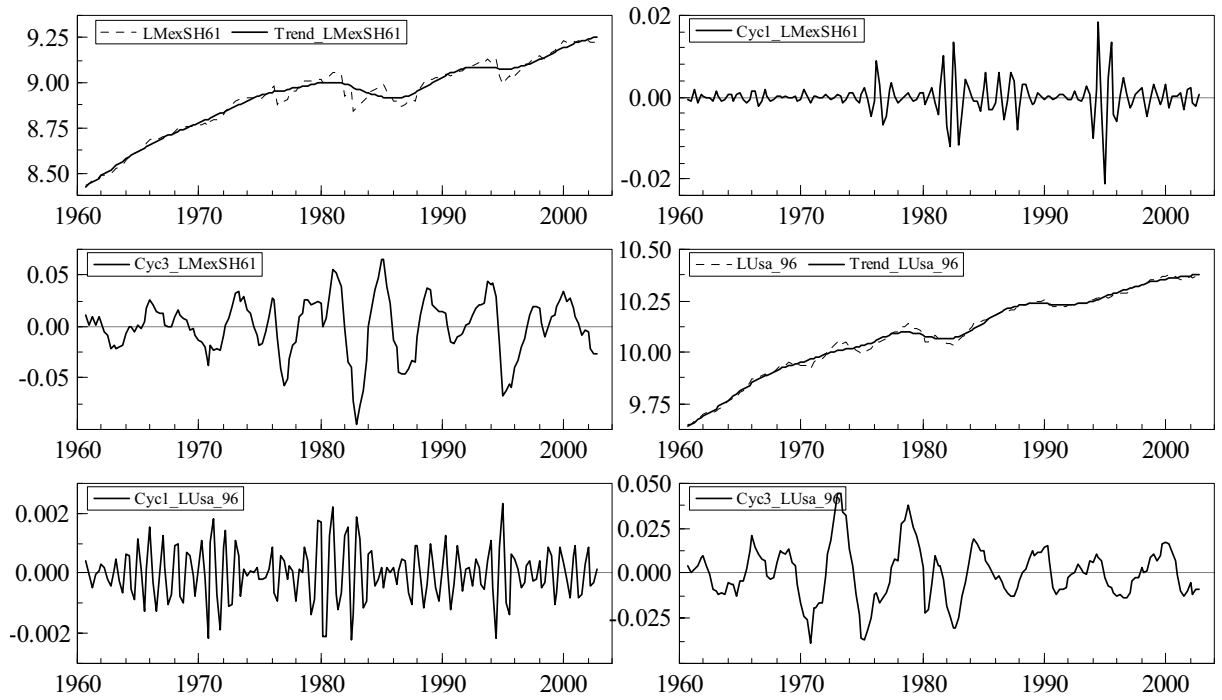 9.25
LMexSH61 Trend_LMexSH61
9.00
8.75
8.50
1960 1970 1980 1990 2000
0.02
Cyc1_LMexSH61
0.00
-0.02
1960 1970 1980 1990 2000
Cyc3_LMexSH61
0.05
0.00
-0.05
1960 1970 1980 1990 2000
10.50
LUsa_96 Trend_LUsa_96
10.25
10.00
9.75
1960 1970 1980 1990 2000
Cyc1_LUsa_96
0.002
0.000
-0.002
1960 1970 1980 1990 2000
0.050
Cyc3_LUsa_96
0.025
0.000
-0.025
1960 1970 1980 1990 2000